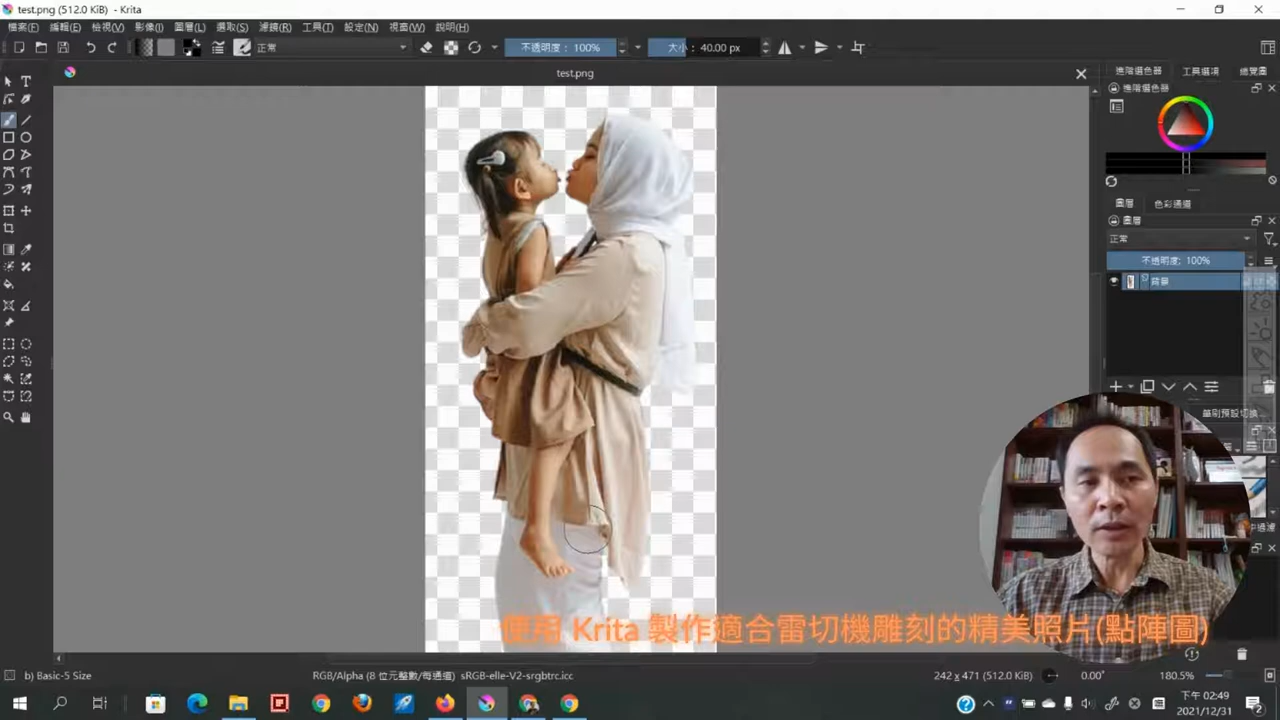 test.png (512.0 KiB) - Krita
檔案(F) 編輯(E) 檢視(V) 影像(I) 圖層(L) 選取(S) 濾鏡(R) 工具(T) 設定(N) 視窗(W) 說明(H)
正常 不透明度： 100% 大小： 40.00 px
test.png
進階選色器 工具選項 總覽圖
進階選色器
圖層 色彩通道
圖層
正常
不透明度: 100%
背景
筆刷預設切換
使用 Krita 製作適合雷切機雕刻的精美照片(點陣圖)
b) Basic-5 Size RGB/Alpha (8 位元整數/每通道) sRGB-elle-V2-srgbtrc.icc 242 x 471 (512.0 KiB) 0.00° 180.5%
下午 02:49
2021/12/31